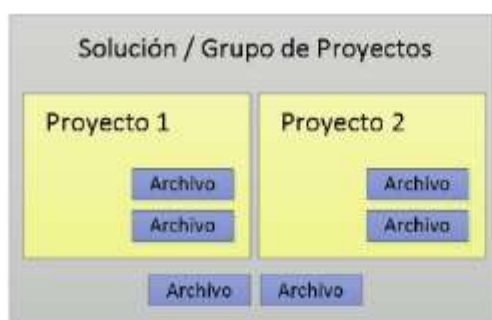 Solución / Grupo de Proyectos
Proyecto 1
Archivo
Archivo
Proyecto 2
Archivo
Archivo
Archivo
Archivo